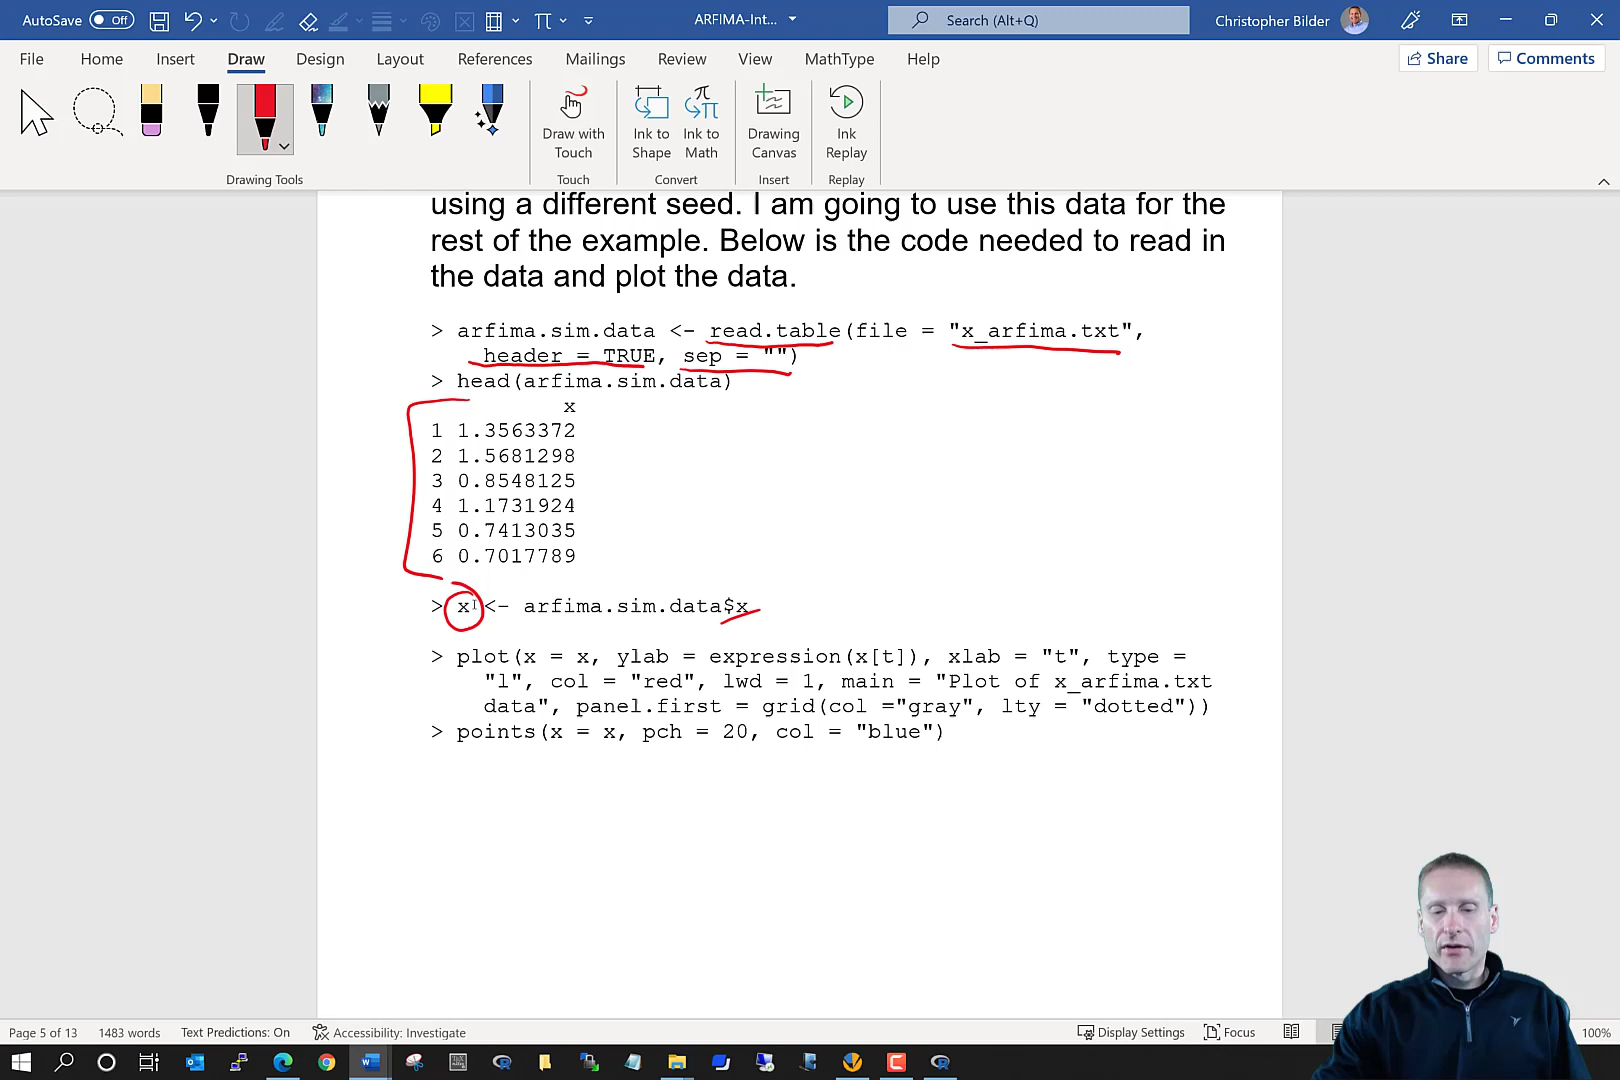 AutoSave Off
ARFIMA-Int...
Search (Alt+Q)
Christopher Bilder
File Home Insert Draw Design Layout References Mailings Review View MathType Help
Share Comments
Draw with Touch
Ink to Shape
Ink to Math
Drawing Canvas
Ink Replay
Drawing Tools Touch Convert Insert Replay
using a different seed. I am going to use this data for the
rest of the example. Below is the code needed to read in
the data and plot the data.
> arfima.sim.data <- read.table(file = "x_arfima.txt",
header = TRUE, sep = "")
> head(arfima.sim.data)
x
1 1.3563372
2 1.5681298
3 0.8548125
4 1.1731924
5 0.7413035
6 0.7017789
> x <- arfima.sim.data$x
> plot(x = x, ylab = expression(x[t]), xlab = "t", type =
"l", col = "red", lwd = 1, main = "Plot of x_arfima.txt
data", panel.first = grid(col ="gray", lty = "dotted"))
> points(x = x, pch = 20, col = "blue")
Page 5 of 13 1483 words Text Predictions: On Accessibility: Investigate Display Settings Focus 100%